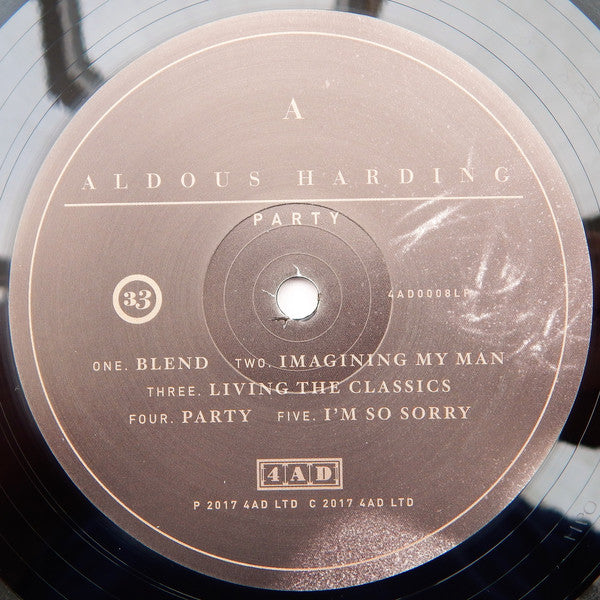 A
ALDOUS HARDING
PARTY
33
4AD0008LP
ONE. BLEND TWO. IMAGINING MY MAN
THREE. LIVING THE CLASSICS
FOUR. PARTY FIVE. I'M SO SORRY
4AD
P 2017 4AD LTD C 2017 4AD LTD